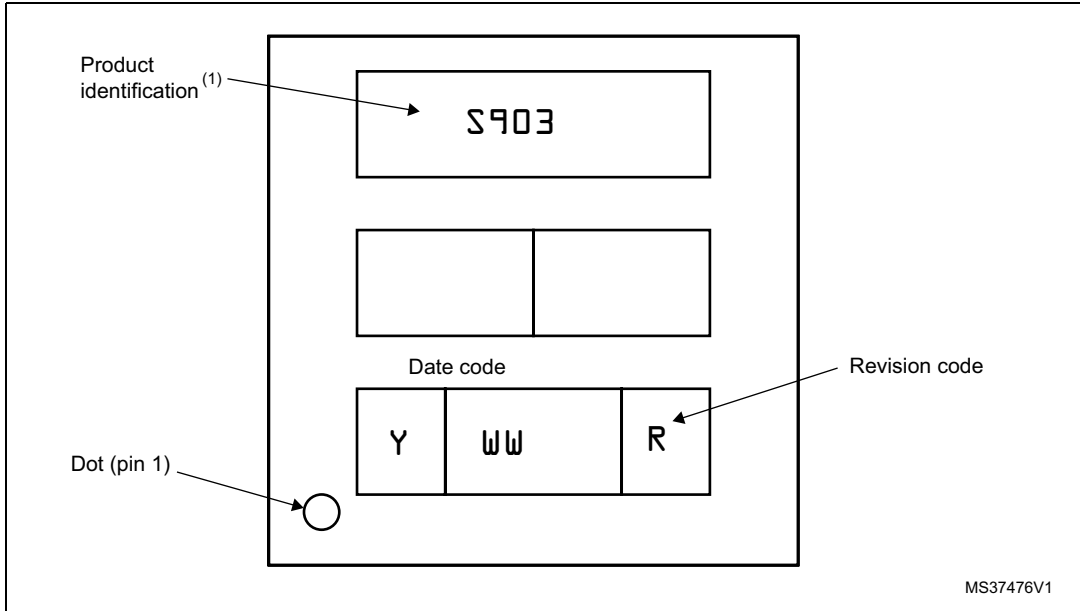 Product
identification (1)
S903
Date code
Revision code
Y WW R
Dot (pin 1)
MS37476V1